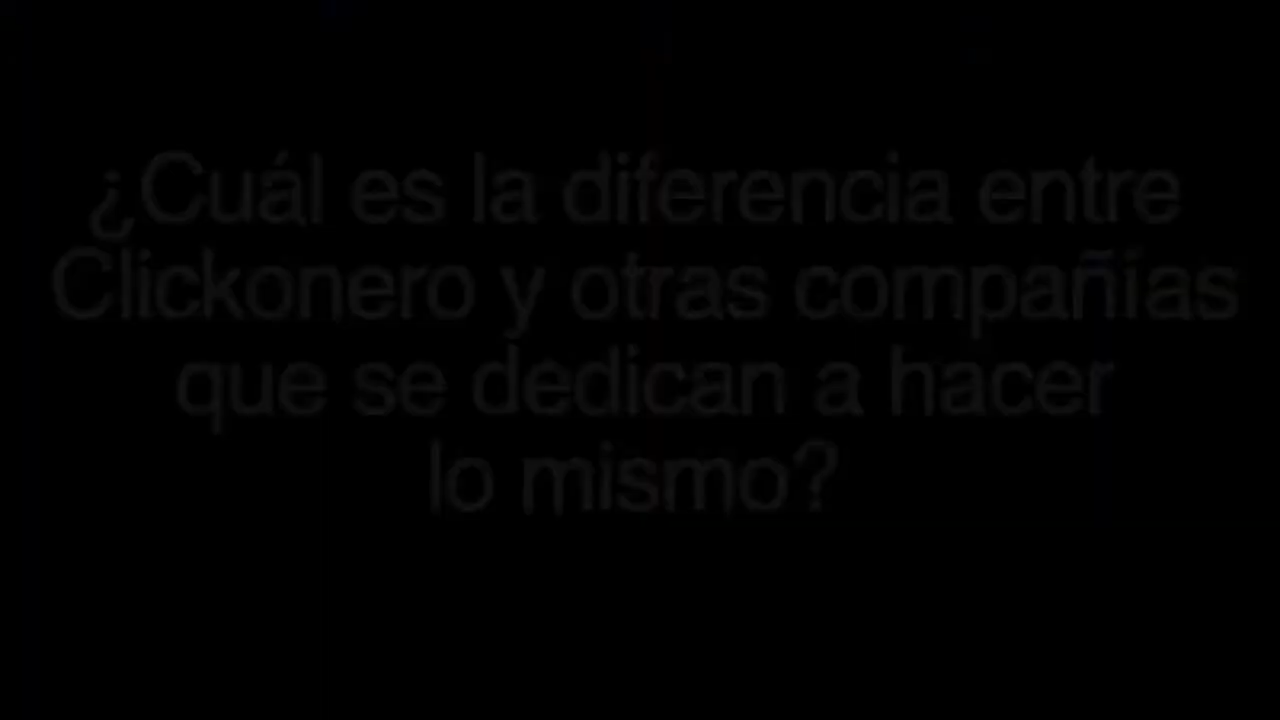 ¿Cuál es la diferencia entre
Clickonero y otras compañías
que se dedican a hacer
lo mismo?